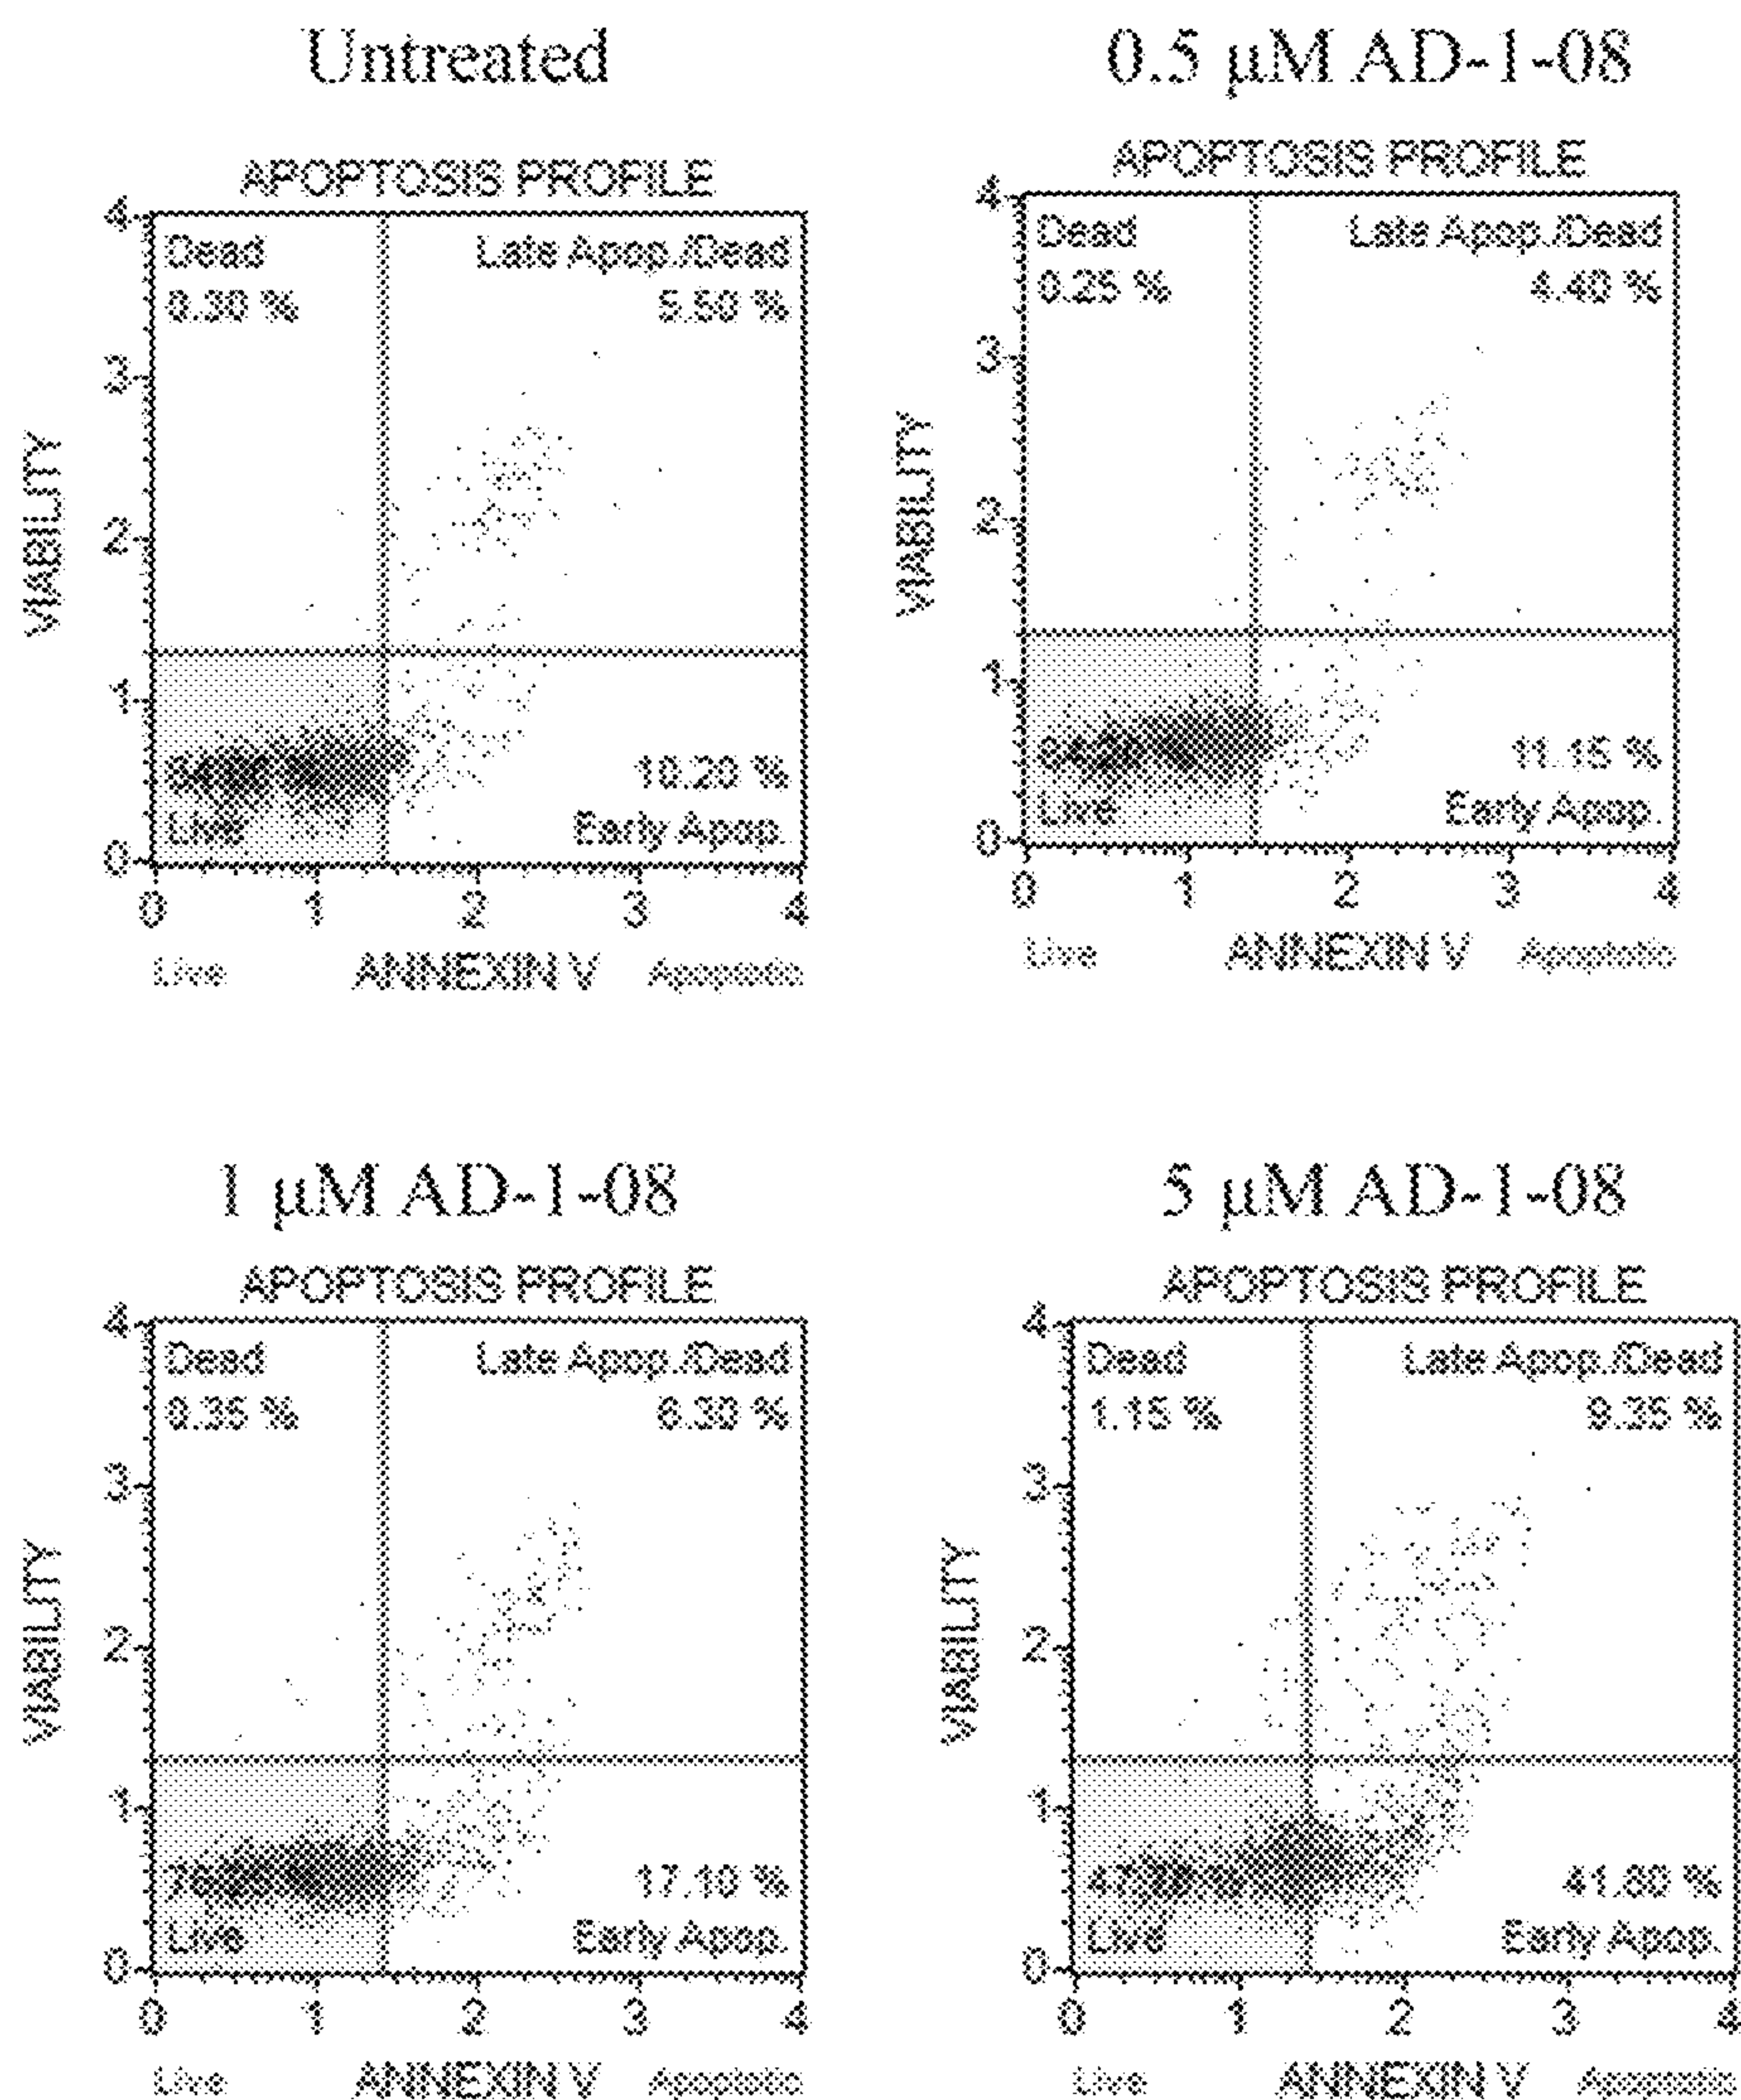 Untreated
APOPTOSIS PROFILE
4
Dead Late Apop./Dead
0.30 % 5.50 %
3
2
VIABILITY
1
10.20 %
Live Early Apop.
0
0 1 2 3 4
Live ANNEXIN V Apoptotic
0.5 μM AD-1-08
APOPTOSIS PROFILE
4
Dead Late Apop./Dead
0.25 % 4.40 %
3
2
VIABILITY
1
11.15 %
Live Early Apop.
0
0 1 2 3 4
Live ANNEXIN V Apoptotic
1 μM AD-1-08
APOPTOSIS PROFILE
4
Dead Late Apop./Dead
0.35 % 6.30 %
3
2
VIABILITY
1
17.10 %
Live Early Apop.
0
0 1 2 3 4
Live ANNEXIN V Apoptotic
5 μM AD-1-08
APOPTOSIS PROFILE
4
Dead Late Apop./Dead
1.15 % 9.35 %
3
2
VIABILITY
1
41.80 %
Live Early Apop.
0
0 1 2 3 4
Live ANNEXIN V Apoptotic